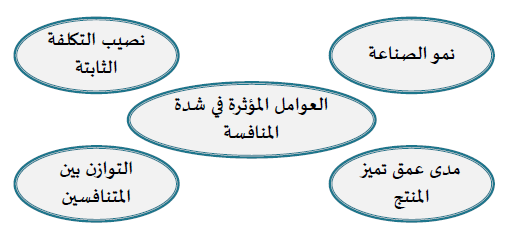 نمو الصناعة
نصيب التكلفة
الثابتة
العوامل المؤثرة في شدة
المنافسة
مدى عمق تميز
المنتج
التوازن بين
المتنافسين